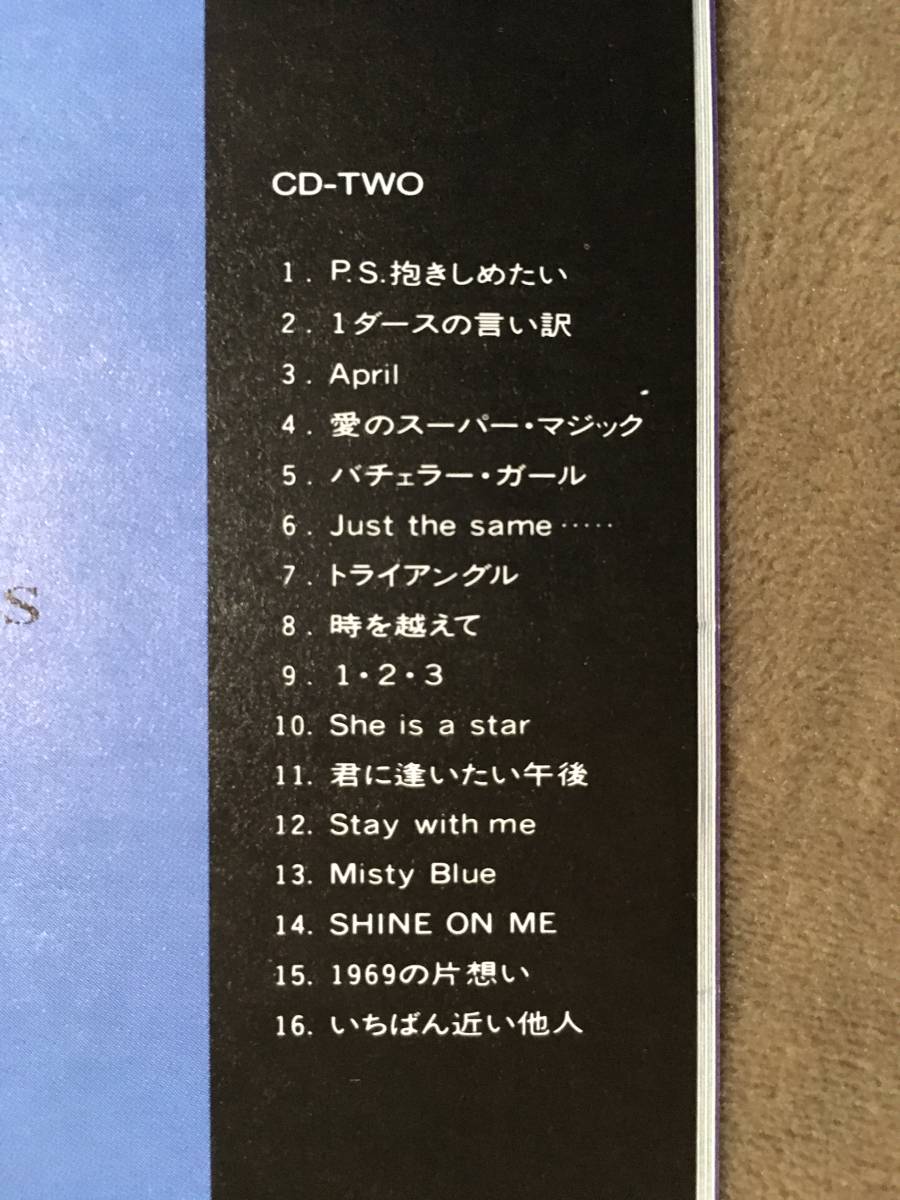 CD-TWO
1. P.S.抱きしめたい
2. 1ダースの言い訳
3. April
4. 愛のスーパー・マジック
5. バチェラー・ガール
6. Just the same‥‥‥
7. トライアングル
8. 時を越えて
9. 1・2・3
10. She is a star
11. 君に逢いたい午後
12. Stay with me
13. Misty Blue
14. SHINE ON ME
15. 1969の片想い
16. いちばん近い他人
S